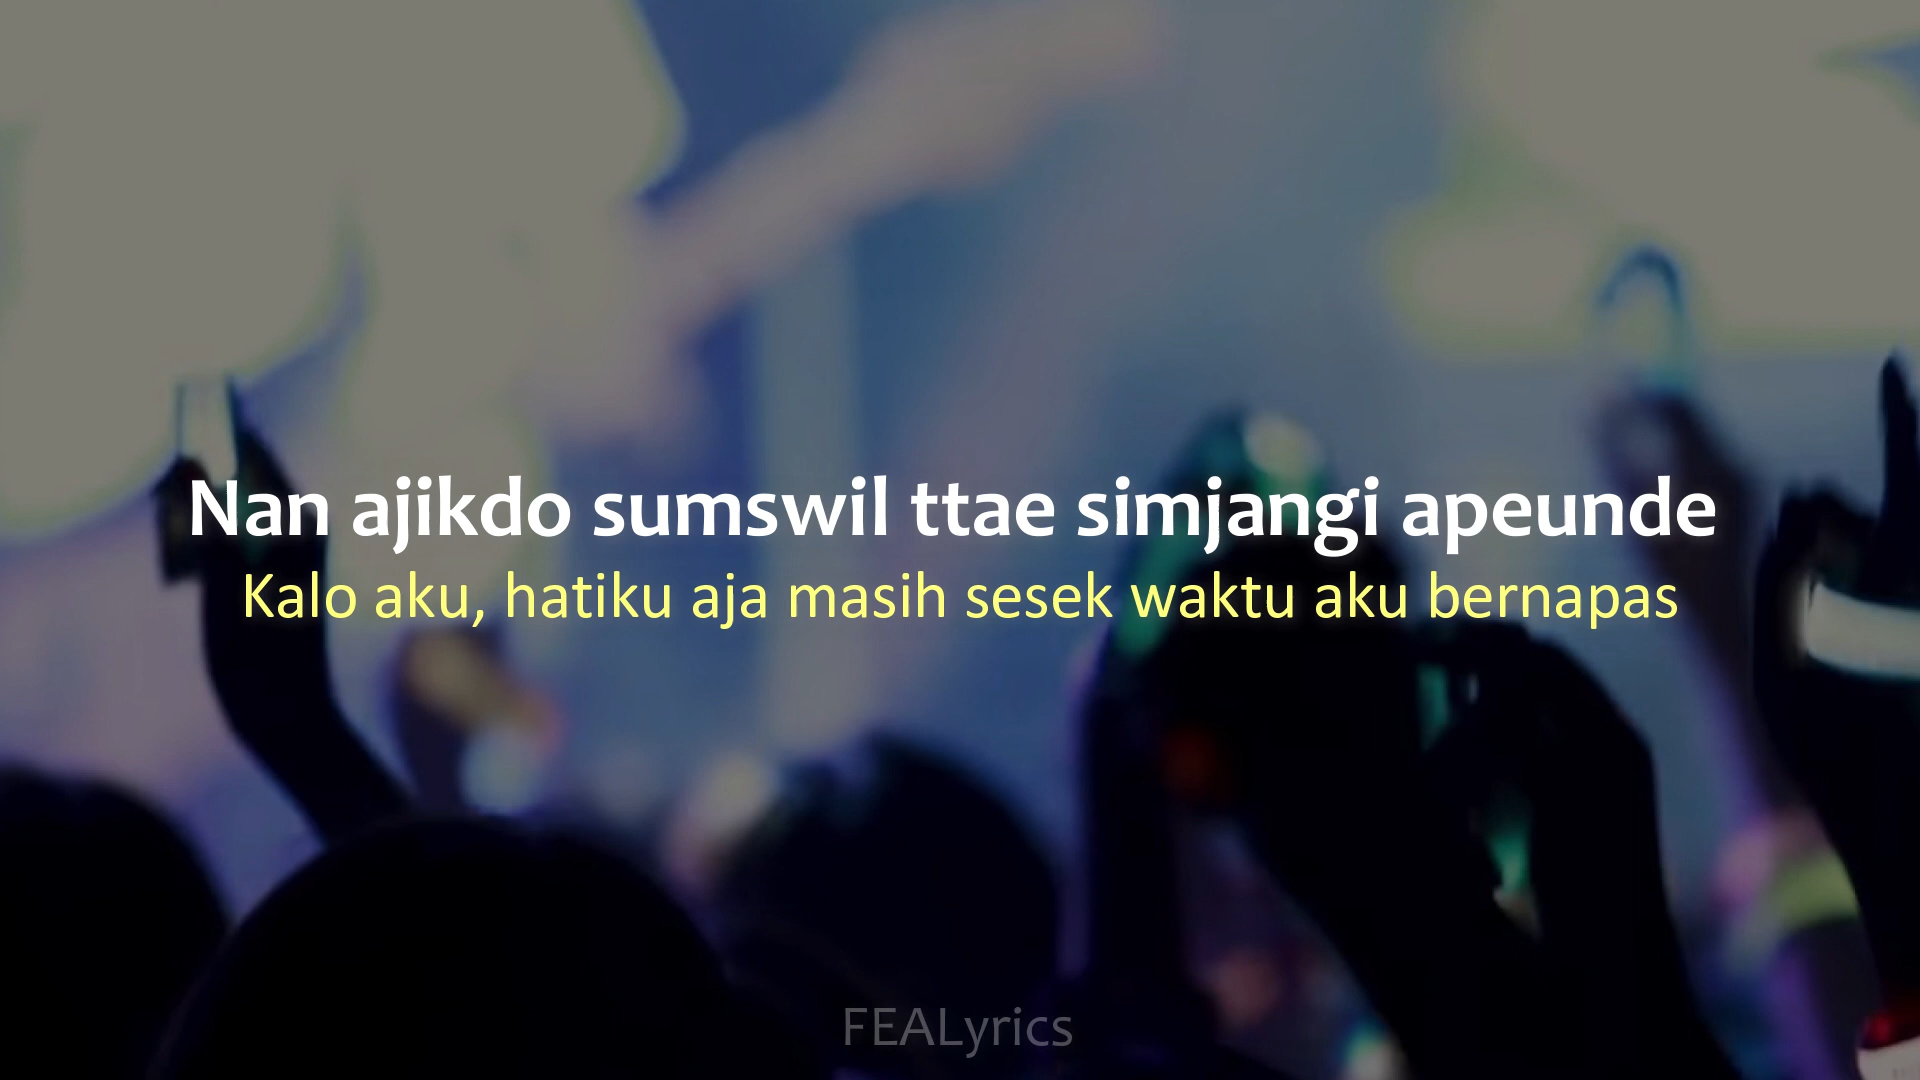 Nan ajikdo sumswil ttae simjangi apeunde
Kalo aku, hatiku aja masih sesek waktu aku bernapas
FEALyrics